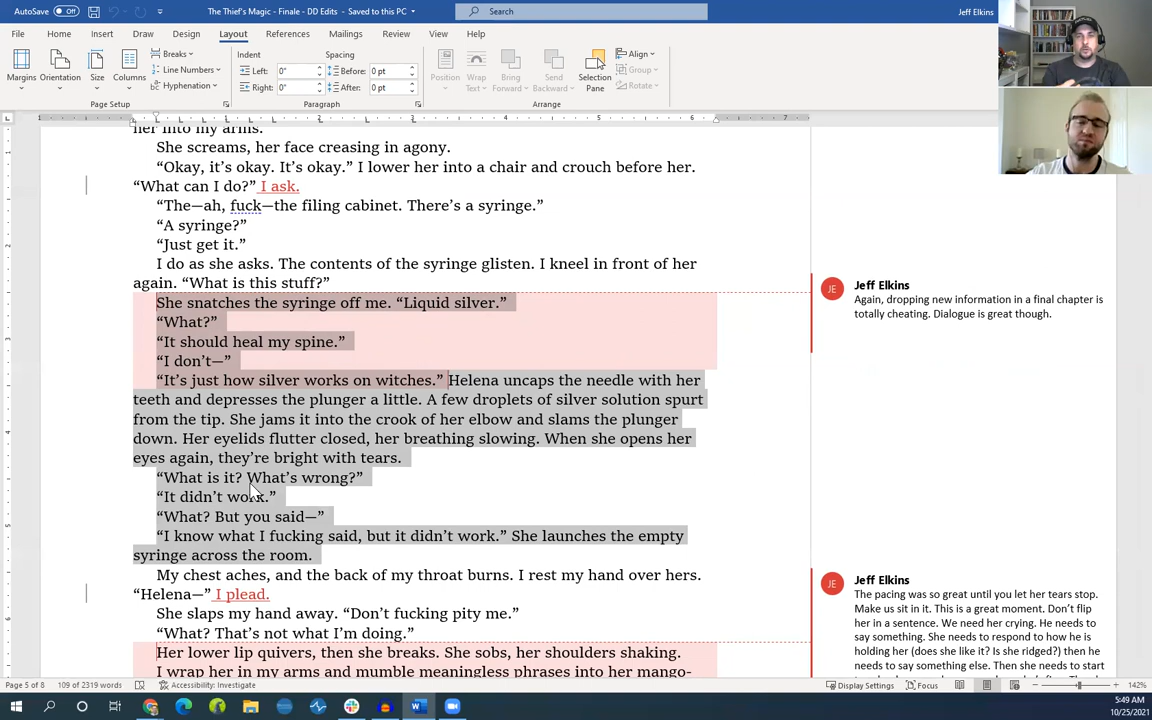 AutoSave Off
The Thief's Magic - Finale - DD Edits - Saved to this PC
Search
Jeff Elkins
File Home Insert Draw Design Layout References Mailings Review View Help
Margins Orientation Size Columns
Breaks
Line Numbers
Hyphenation
Page Setup
Indent Spacing
Left: 0" Before: 0 pt
Right: 0" After: 0 pt
Paragraph
Position Wrap Text Bring Forward Send Backward Selection Pane
Align
Group
Rotate
Arrange
her into my arms.
She screams, her face creasing in agony.
“Okay, it’s okay. It’s okay.” I lower her into a chair and crouch before her.
“What can I do?” I ask.
“The—ah, fuck—the filing cabinet. There’s a syringe.”
“A syringe?”
“Just get it.”
I do as she asks. The contents of the syringe glisten. I kneel in front of her
again. “What is this stuff?”
She snatches the syringe off me. “Liquid silver.”
“What?”
“It should heal my spine.”
“I don’t—”
“It’s just how silver works on witches.” Helena uncaps the needle with her
teeth and depresses the plunger a little. A few droplets of silver solution spurt
from the tip. She jams it into the crook of her elbow and slams the plunger
down. Her eyelids flutter closed, her breathing slowing. When she opens her
eyes again, they’re bright with tears.
“What is it? What’s wrong?”
“It didn’t work.”
“What? But you said—”
“I know what I fucking said, but it didn’t work.” She launches the empty
syringe across the room.
My chest aches, and the back of my throat burns. I rest my hand over hers.
“Helena—” I plead.
She slaps my hand away. “Don’t fucking pity me.”
“What? That’s not what I’m doing.”
Her lower lip quivers, then she breaks. She sobs, her shoulders shaking.
I wrap her in my arms and mumble meaningless phrases into her mango-
JE
Jeff Elkins
Again, dropping new information in a final chapter is
totally cheating. Dialogue is great though.
JE
Jeff Elkins
The pacing was so great until you let her tears stop.
Make us sit in it. This is a great moment. Don’t flip
her in a sentence. We need her crying. He needs to
say something. She needs to respond to how he is
holding her (does she like it? Is she ridged?) then he
needs to say something else. Then she needs to start
Page 5 of 8 109 of 2319 words Accessibility: Investigate Display Settings Focus 142%
5:49 AM
10/25/2021